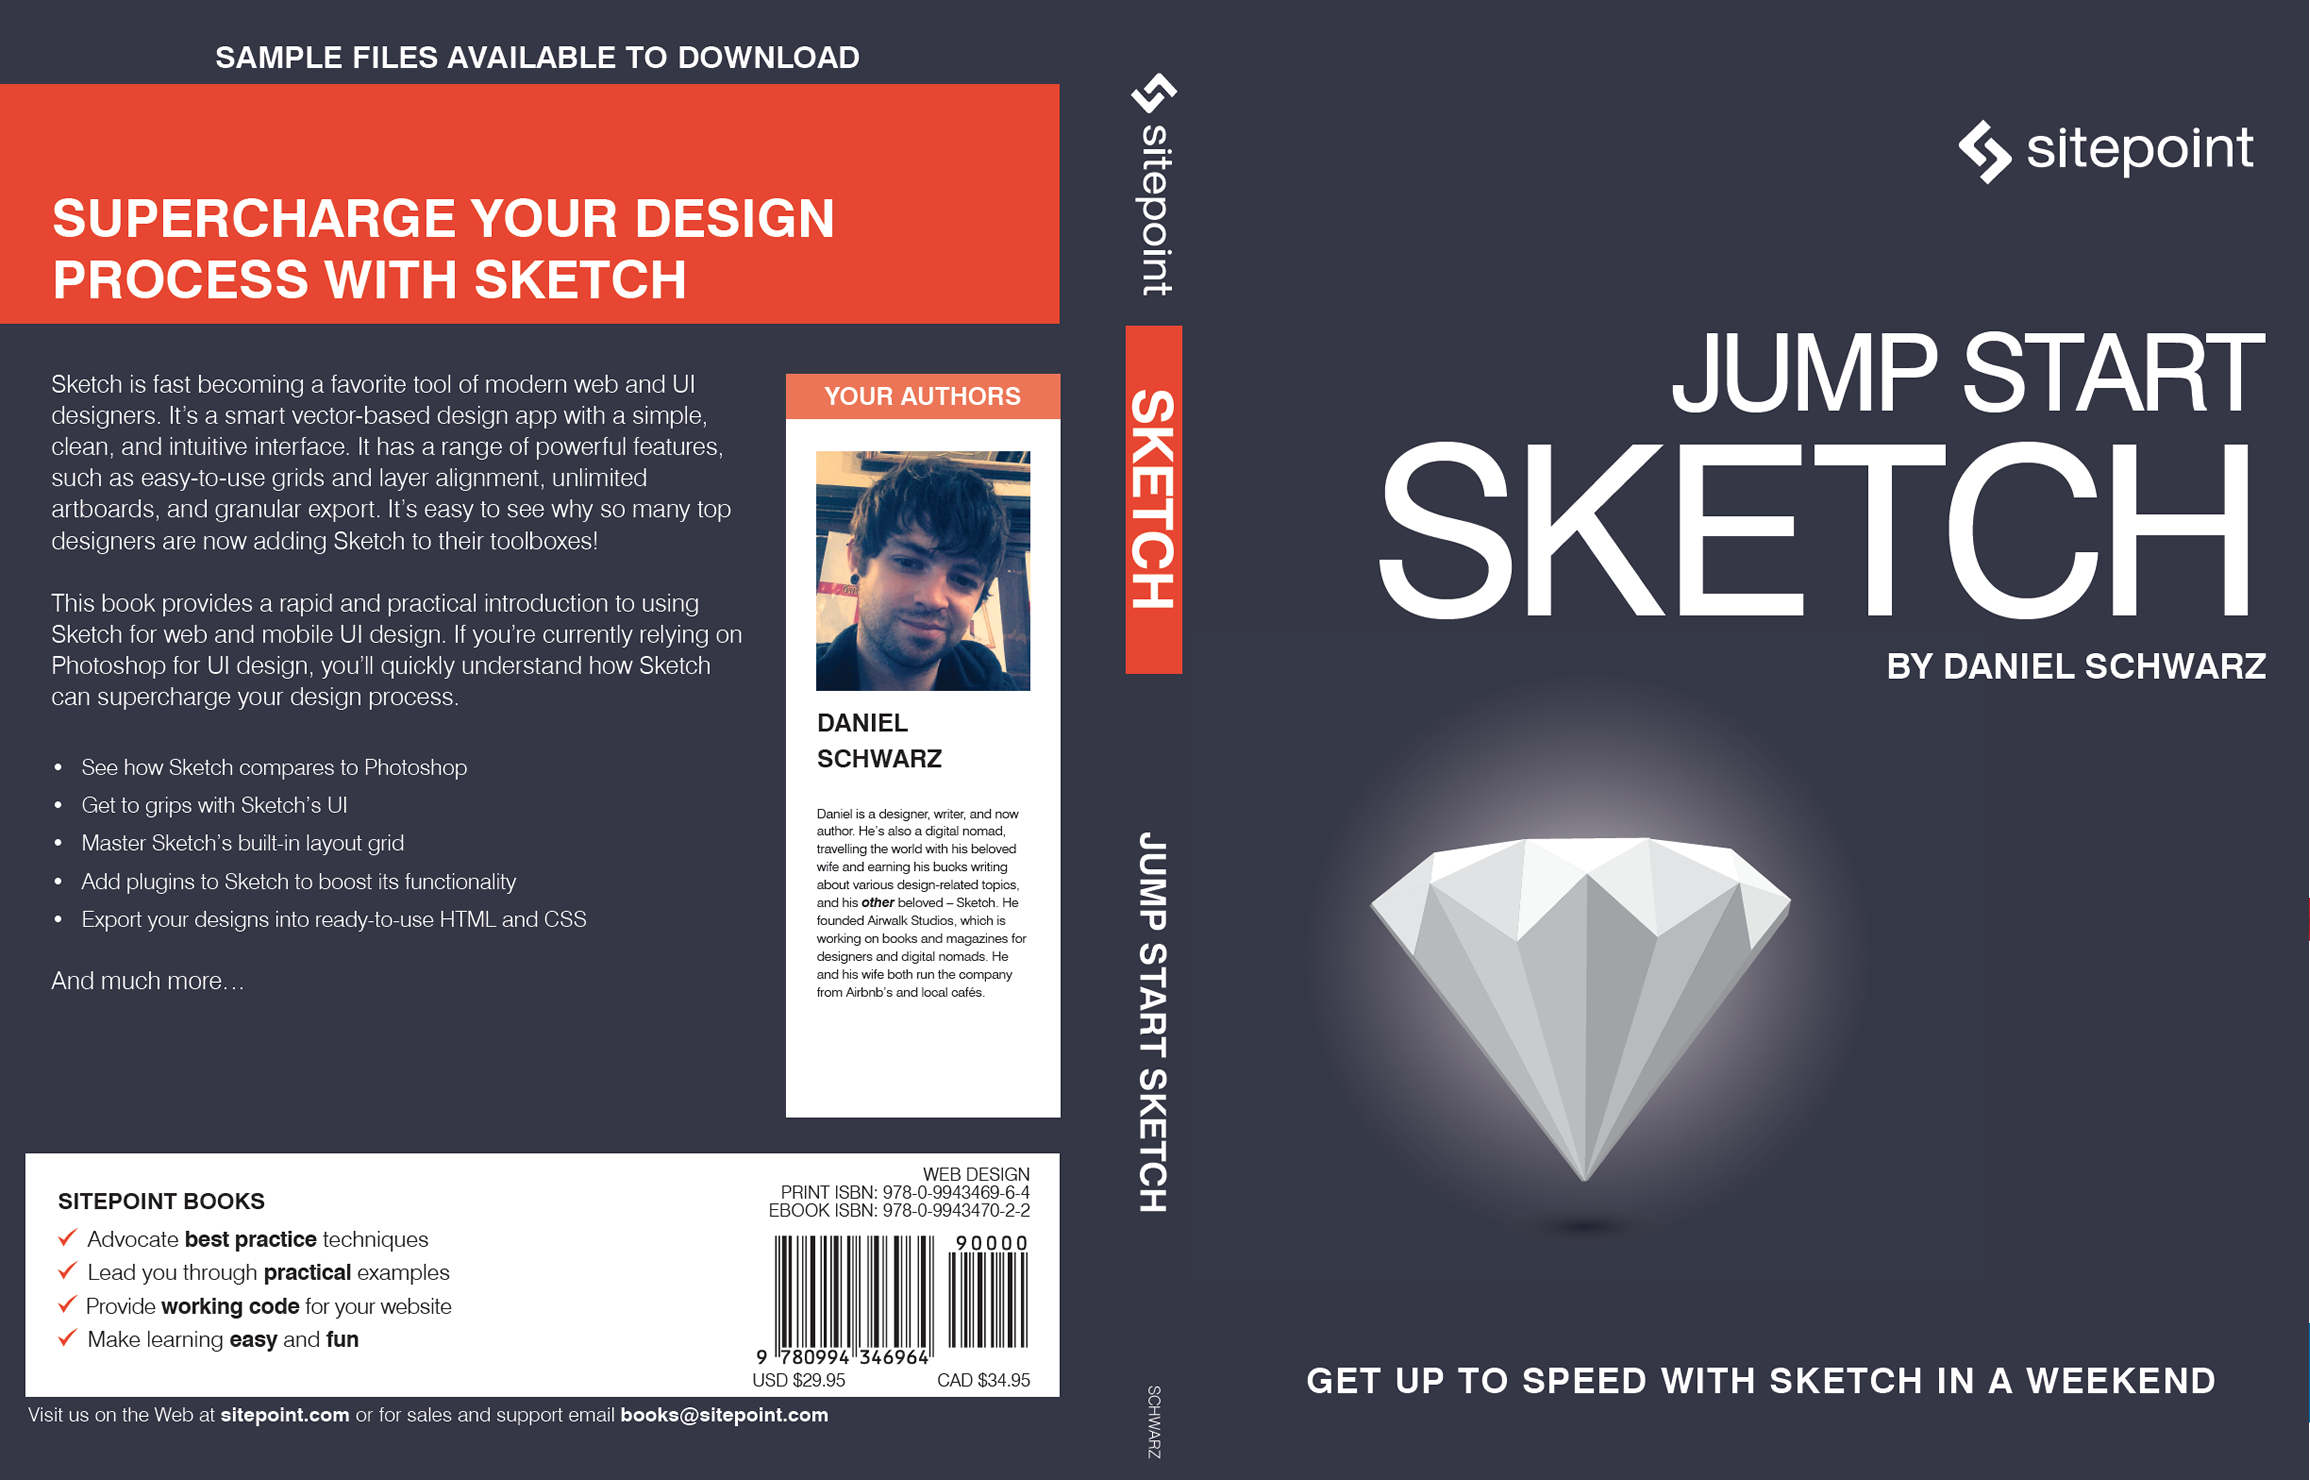 SAMPLE FILES AVAILABLE TO DOWNLOAD
SUPERCHARGE YOUR DESIGN
PROCESS WITH SKETCH
Sketch is fast becoming a favorite tool of modern web and UI
designers. It’s a smart vector-based design app with a simple,
clean, and intuitive interface. It has a range of powerful features,
such as easy-to-use grids and layer alignment, unlimited
artboards, and granular export. It’s easy to see why so many top
designers are now adding Sketch to their toolboxes!
This book provides a rapid and practical introduction to using
Sketch for web and mobile UI design. If you’re currently relying on
Photoshop for UI design, you’ll quickly understand how Sketch
can supercharge your design process.
• See how Sketch compares to Photoshop
• Get to grips with Sketch’s UI
• Master Sketch’s built-in layout grid
• Add plugins to Sketch to boost its functionality
• Export your designs into ready-to-use HTML and CSS
And much more…
YOUR AUTHORS
DANIEL
SCHWARZ
Daniel is a designer, writer, and now
author. He’s also a digital nomad,
travelling the world with his beloved
wife and earning his bucks writing
about various design-related topics,
and his other beloved – Sketch. He
founded Airwalk Studios, which is
working on books and magazines for
designers and digital nomads. He
and his wife both run the company
from Airbnb’s and local cafés.
SITEPOINT BOOKS
Advocate best practice techniques
Lead you through practical examples
Provide working code for your website
Make learning easy and fun
WEB DESIGN
PRINT ISBN: 978-0-9943469-6-4
EBOOK ISBN: 978-0-9943470-2-2
90000
9 780994 346964
USD $29.95 CAD $34.95
Visit us on the Web at sitepoint.com or for sales and support email books@sitepoint.com
sitepoint
SKETCH
JUMP START SKETCH
SCHWARZ
sitepoint
JUMP START
SKETCH
BY DANIEL SCHWARZ
GET UP TO SPEED WITH SKETCH IN A WEEKEND